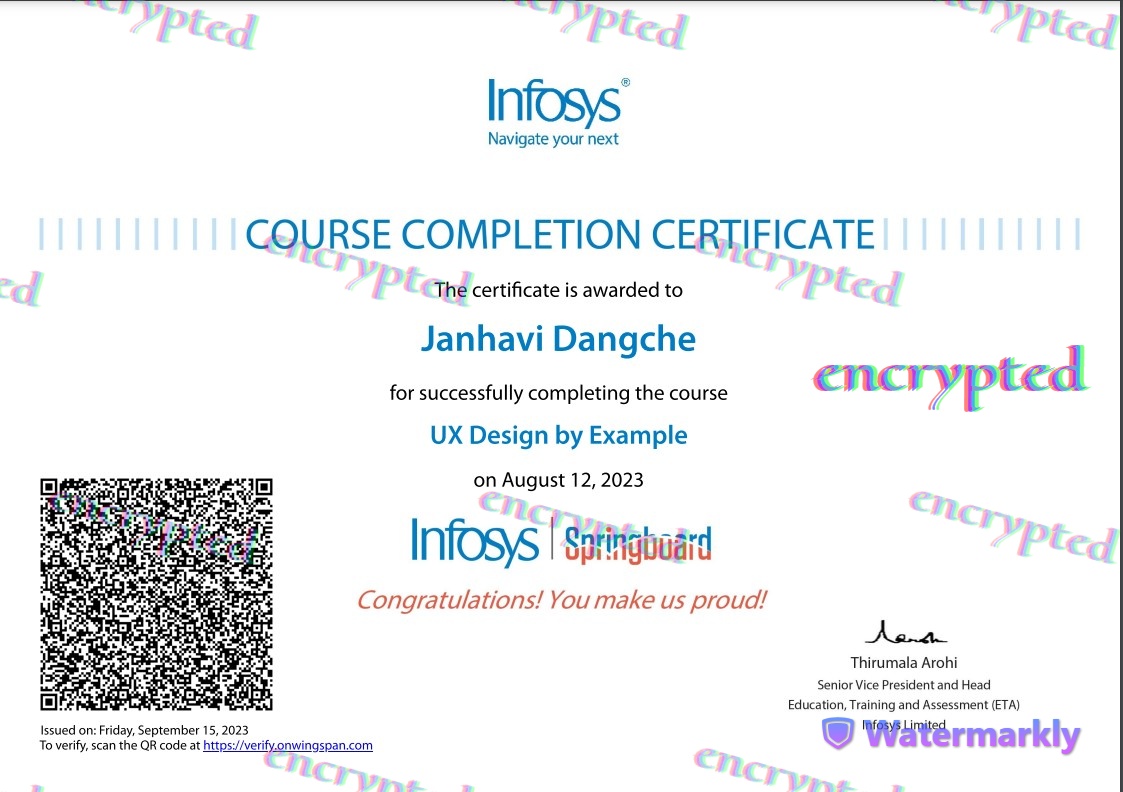 encrypted
encrypted
encrypted
Infosys®
Navigate your next
COURSE COMPLETION CERTIFICATE
encrypted
encrypted
ed
The certificate is awarded to
Janhavi Dangche
encrypted
for successfully completing the course
UX Design by Example
on August 12, 2023
encrypted
encrypted
encrypted
Infosys | Springboard
Congratulations! You make us proud!
Thirumala Arohi
Senior Vice President and Head
Education, Training and Assessment (ETA)
Infosys Limited
Watermarkly
Issued on: Friday, September 15, 2023
To verify, scan the QR code at https://verify.onwingspan.com
encrypted
encrypted